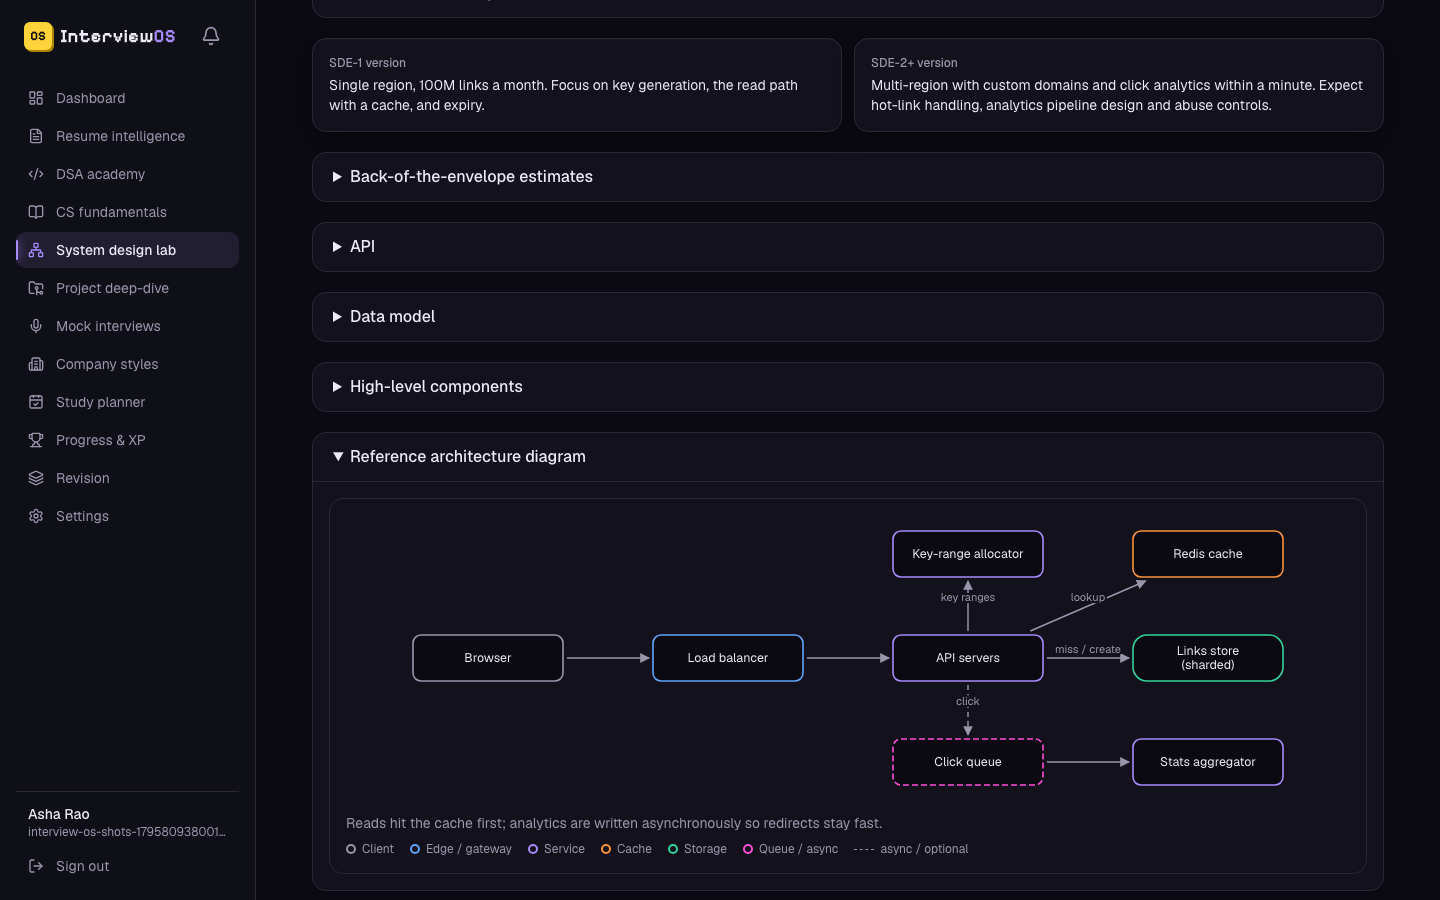 OS InterviewOS
Dashboard
Resume intelligence
DSA academy
CS fundamentals
System design lab
Project deep-dive
Mock interviews
Company styles
Study planner
Progress & XP
Revision
Settings
Asha Rao
interview-os-shots-179580938001...
Sign out
SDE-1 version
Single region, 100M links a month. Focus on key generation, the read path
with a cache, and expiry.
SDE-2+ version
Multi-region with custom domains and click analytics within a minute. Expect
hot-link handling, analytics pipeline design and abuse controls.
Back-of-the-envelope estimates
API
Data model
High-level components
Reference architecture diagram
Key-range allocator
Redis cache
key ranges
lookup
Browser
Load balancer
API servers
miss / create
Links store
(sharded)
click
Click queue
Stats aggregator
Reads hit the cache first; analytics are written asynchronously so redirects stay fast.
Client
Edge / gateway
Service
Cache
Storage
Queue / async
async / optional